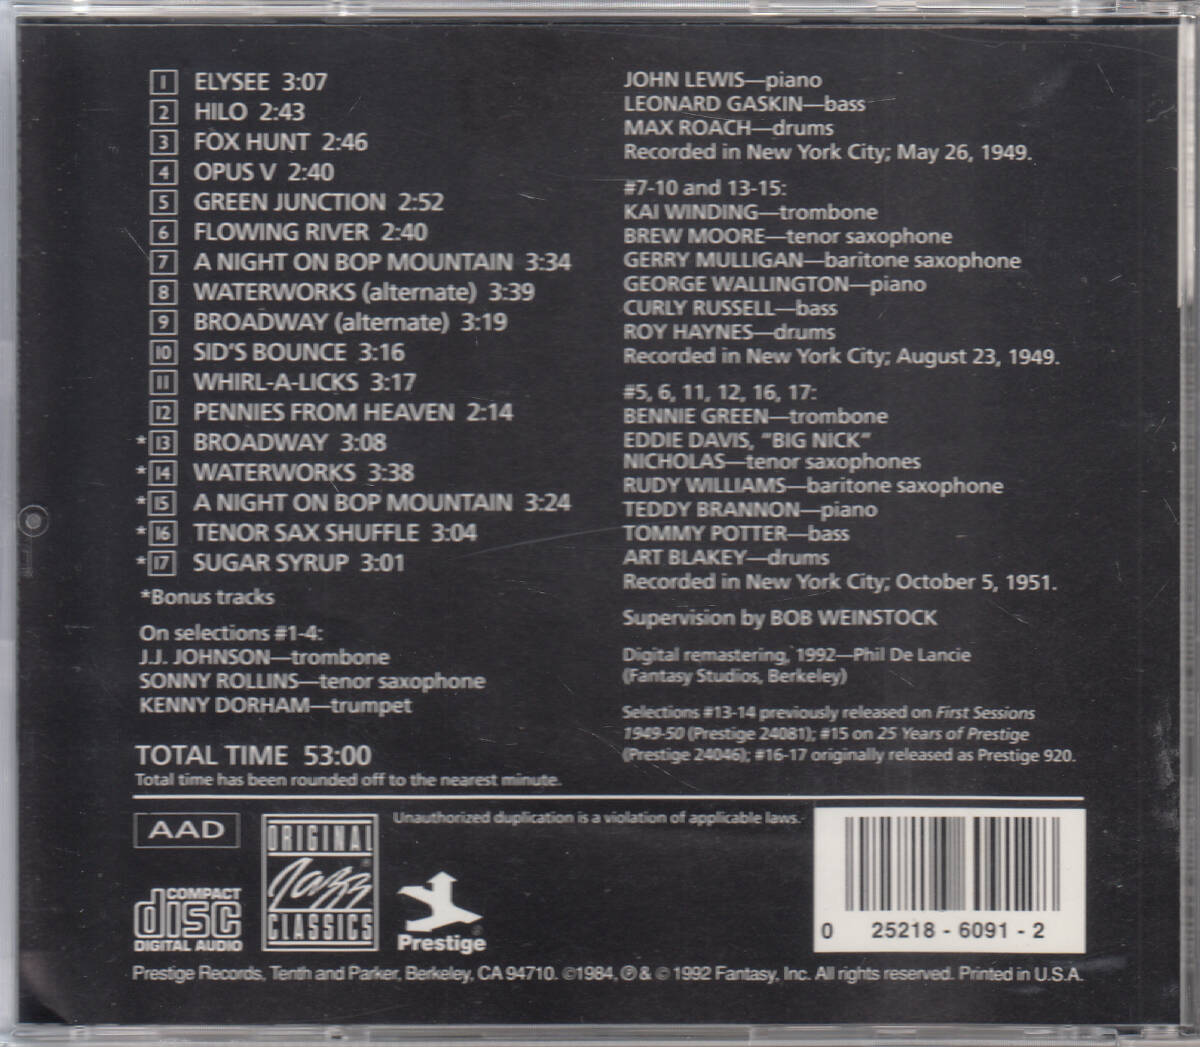 1 ELYSEE 3:07
2 HILO 2:43
3 FOX HUNT 2:46
4 OPUS V 2:40
5 GREEN JUNCTION 2:52
6 FLOWING RIVER 2:40
7 A NIGHT ON BOP MOUNTAIN 3:34
8 WATERWORKS (alternate) 3:39
9 BROADWAY (alternate) 3:19
10 SID'S BOUNCE 3:16
11 WHIRL-A-LICKS 3:17
12 PENNIES FROM HEAVEN 2:14
*13 BROADWAY 3:08
*14 WATERWORKS 3:38
*15 A NIGHT ON BOP MOUNTAIN 3:24
*16 TENOR SAX SHUFFLE 3:04
*17 SUGAR SYRUP 3:01
*Bonus tracks
On selections #1-4:
J.J. JOHNSON—trombone
SONNY ROLLINS—tenor saxophone
KENNY DORHAM—trumpet
JOHN LEWIS—piano
LEONARD GASKIN—bass
MAX ROACH—drums
Recorded in New York City; May 26, 1949.
#7-10 and 13-15:
KAI WINDING—trombone
BREW MOORE—tenor saxophone
GERRY MULLIGAN—baritone saxophone
GEORGE WALLINGTON—piano
CURLY RUSSELL—bass
ROY HAYNES—drums
Recorded in New York City; August 23, 1949.
#5, 6, 11, 12, 16, 17:
BENNIE GREEN—trombone
EDDIE DAVIS, "BIG NICK"
NICHOLAS—tenor saxophones
RUDY WILLIAMS—baritone saxophone
TEDDY BRANNON—piano
TOMMY POTTER—bass
ART BLAKEY—drums
Recorded in New York City; October 5, 1951.
Supervision by BOB WEINSTOCK
Digital remastering, 1992—Phil De Lancie
(Fantasy Studios, Berkeley)
Selections #13-14 previously released on First Sessions
1949-50 (Prestige 24081); #15 on 25 Years of Prestige
(Prestige 24046); #16-17 originally released as Prestige 920.
TOTAL TIME 53:00
Total time has been rounded off to the nearest minute.
AAD
COMPACT
disc
DIGITAL AUDIO
ORIGINAL
Jazz
CLASSICS
®
Prestige
®
Unauthorized duplication is a violation of applicable laws.
0 25218 - 6091 - 2
Prestige Records, Tenth and Parker, Berkeley, CA 94710. ©1984, ℗ & © 1992 Fantasy, Inc. All rights reserved. Printed in U.S.A.